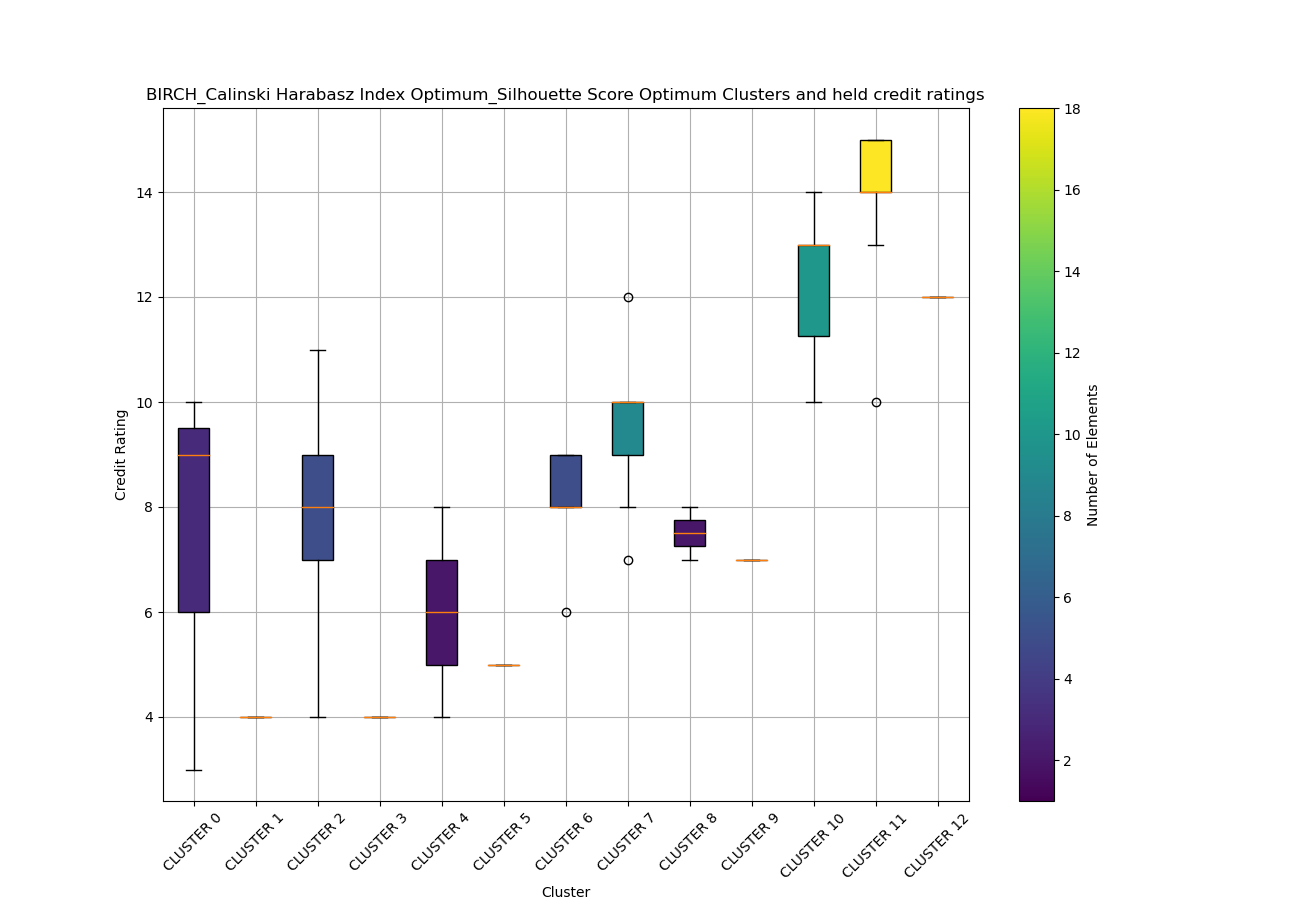 BIRCH_Calinski Harabasz Index Optimum_Silhouette Score Optimum Clusters and held credit ratings
14
12
10
8
6
4
Credit Rating
CLUSTER 0
CLUSTER 1
CLUSTER 2
CLUSTER 3
CLUSTER 4
CLUSTER 5
CLUSTER 6
CLUSTER 7
CLUSTER 8
CLUSTER 9
CLUSTER 10
CLUSTER 11
CLUSTER 12
Cluster
18
16
14
12
10
8
6
4
2
Number of Elements